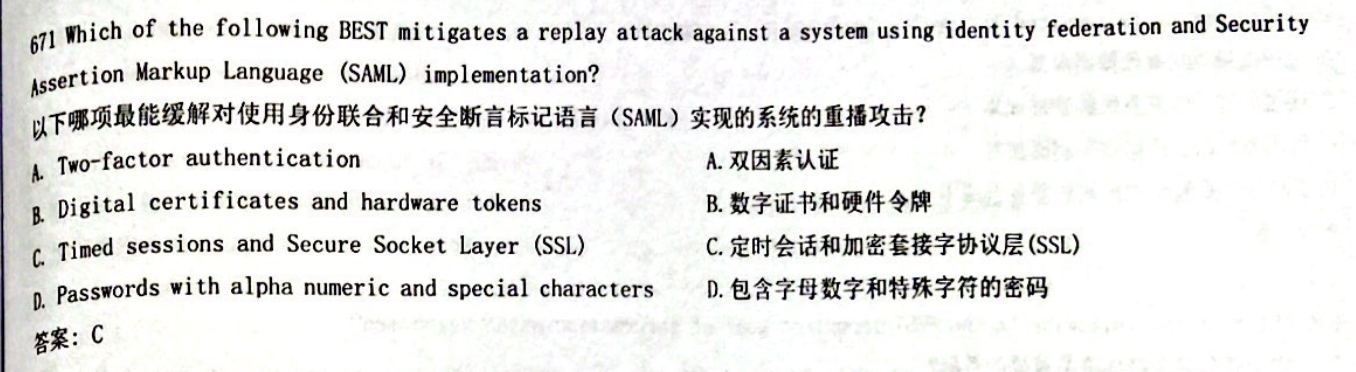 671 Which of the following BEST mitigates a replay attack against a system using identity federation and Security
Assertion Markup Language (SAML) implementation?
以下哪项最能缓解对使用身份联合和安全断言标记语言（SAML）实现的系统的重播攻击？
A. Two-factor authentication A. 双因素认证
B. Digital certificates and hardware tokens B. 数字证书和硬件令牌
C. Timed sessions and Secure Socket Layer (SSL) C. 定时会话和加密套接字协议层(SSL)
D. Passwords with alpha numeric and special characters D. 包含字母数字和特殊字符的密码
答案：C